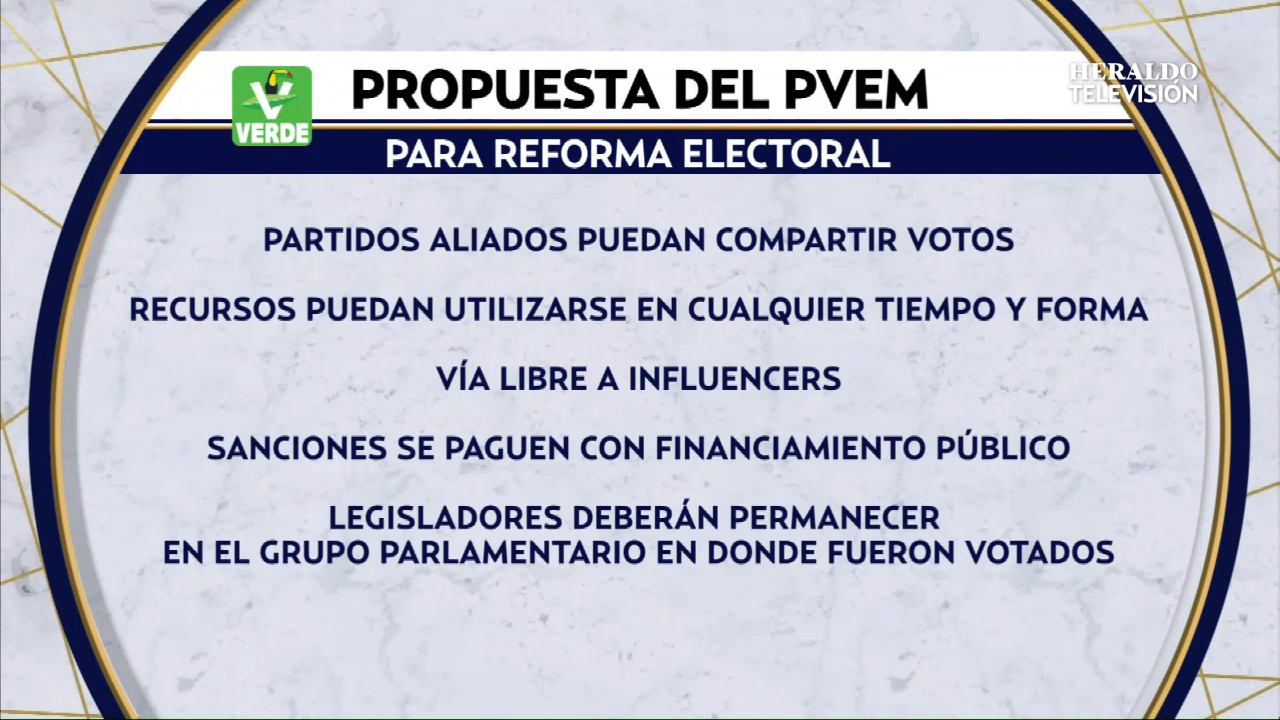 VERDE
PROPUESTA DEL PVEM
HERALDO
TELEVISIÓN
PARA REFORMA ELECTORAL
PARTIDOS ALIADOS PUEDAN COMPARTIR VOTOS
RECURSOS PUEDAN UTILIZARSE EN CUALQUIER TIEMPO Y FORMA
VÍA LIBRE A INFLUENCERS
SANCIONES SE PAGUEN CON FINANCIAMIENTO PÚBLICO
LEGISLADORES DEBERÁN PERMANECER
EN EL GRUPO PARLAMENTARIO EN DONDE FUERON VOTADOS